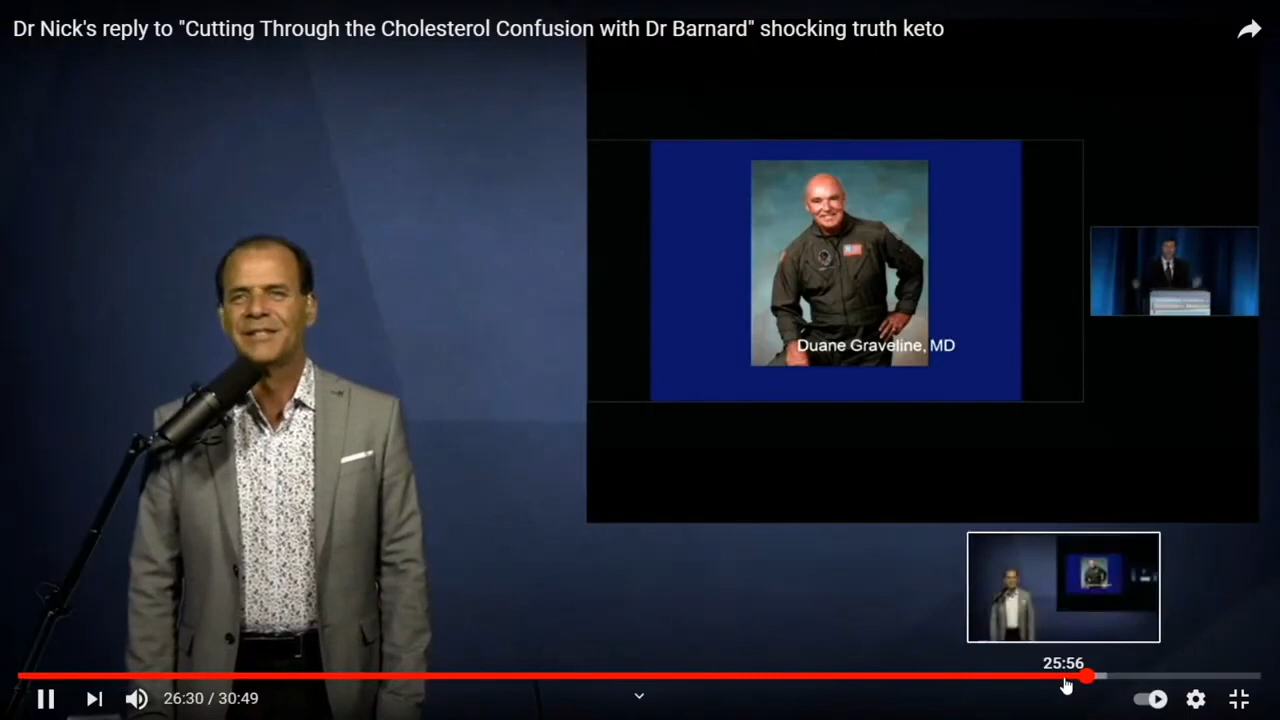 Dr Nick's reply to "Cutting Through the Cholesterol Confusion with Dr Barnard" shocking truth keto
Duane Graveline, MD
25:56
26:30 / 30:49